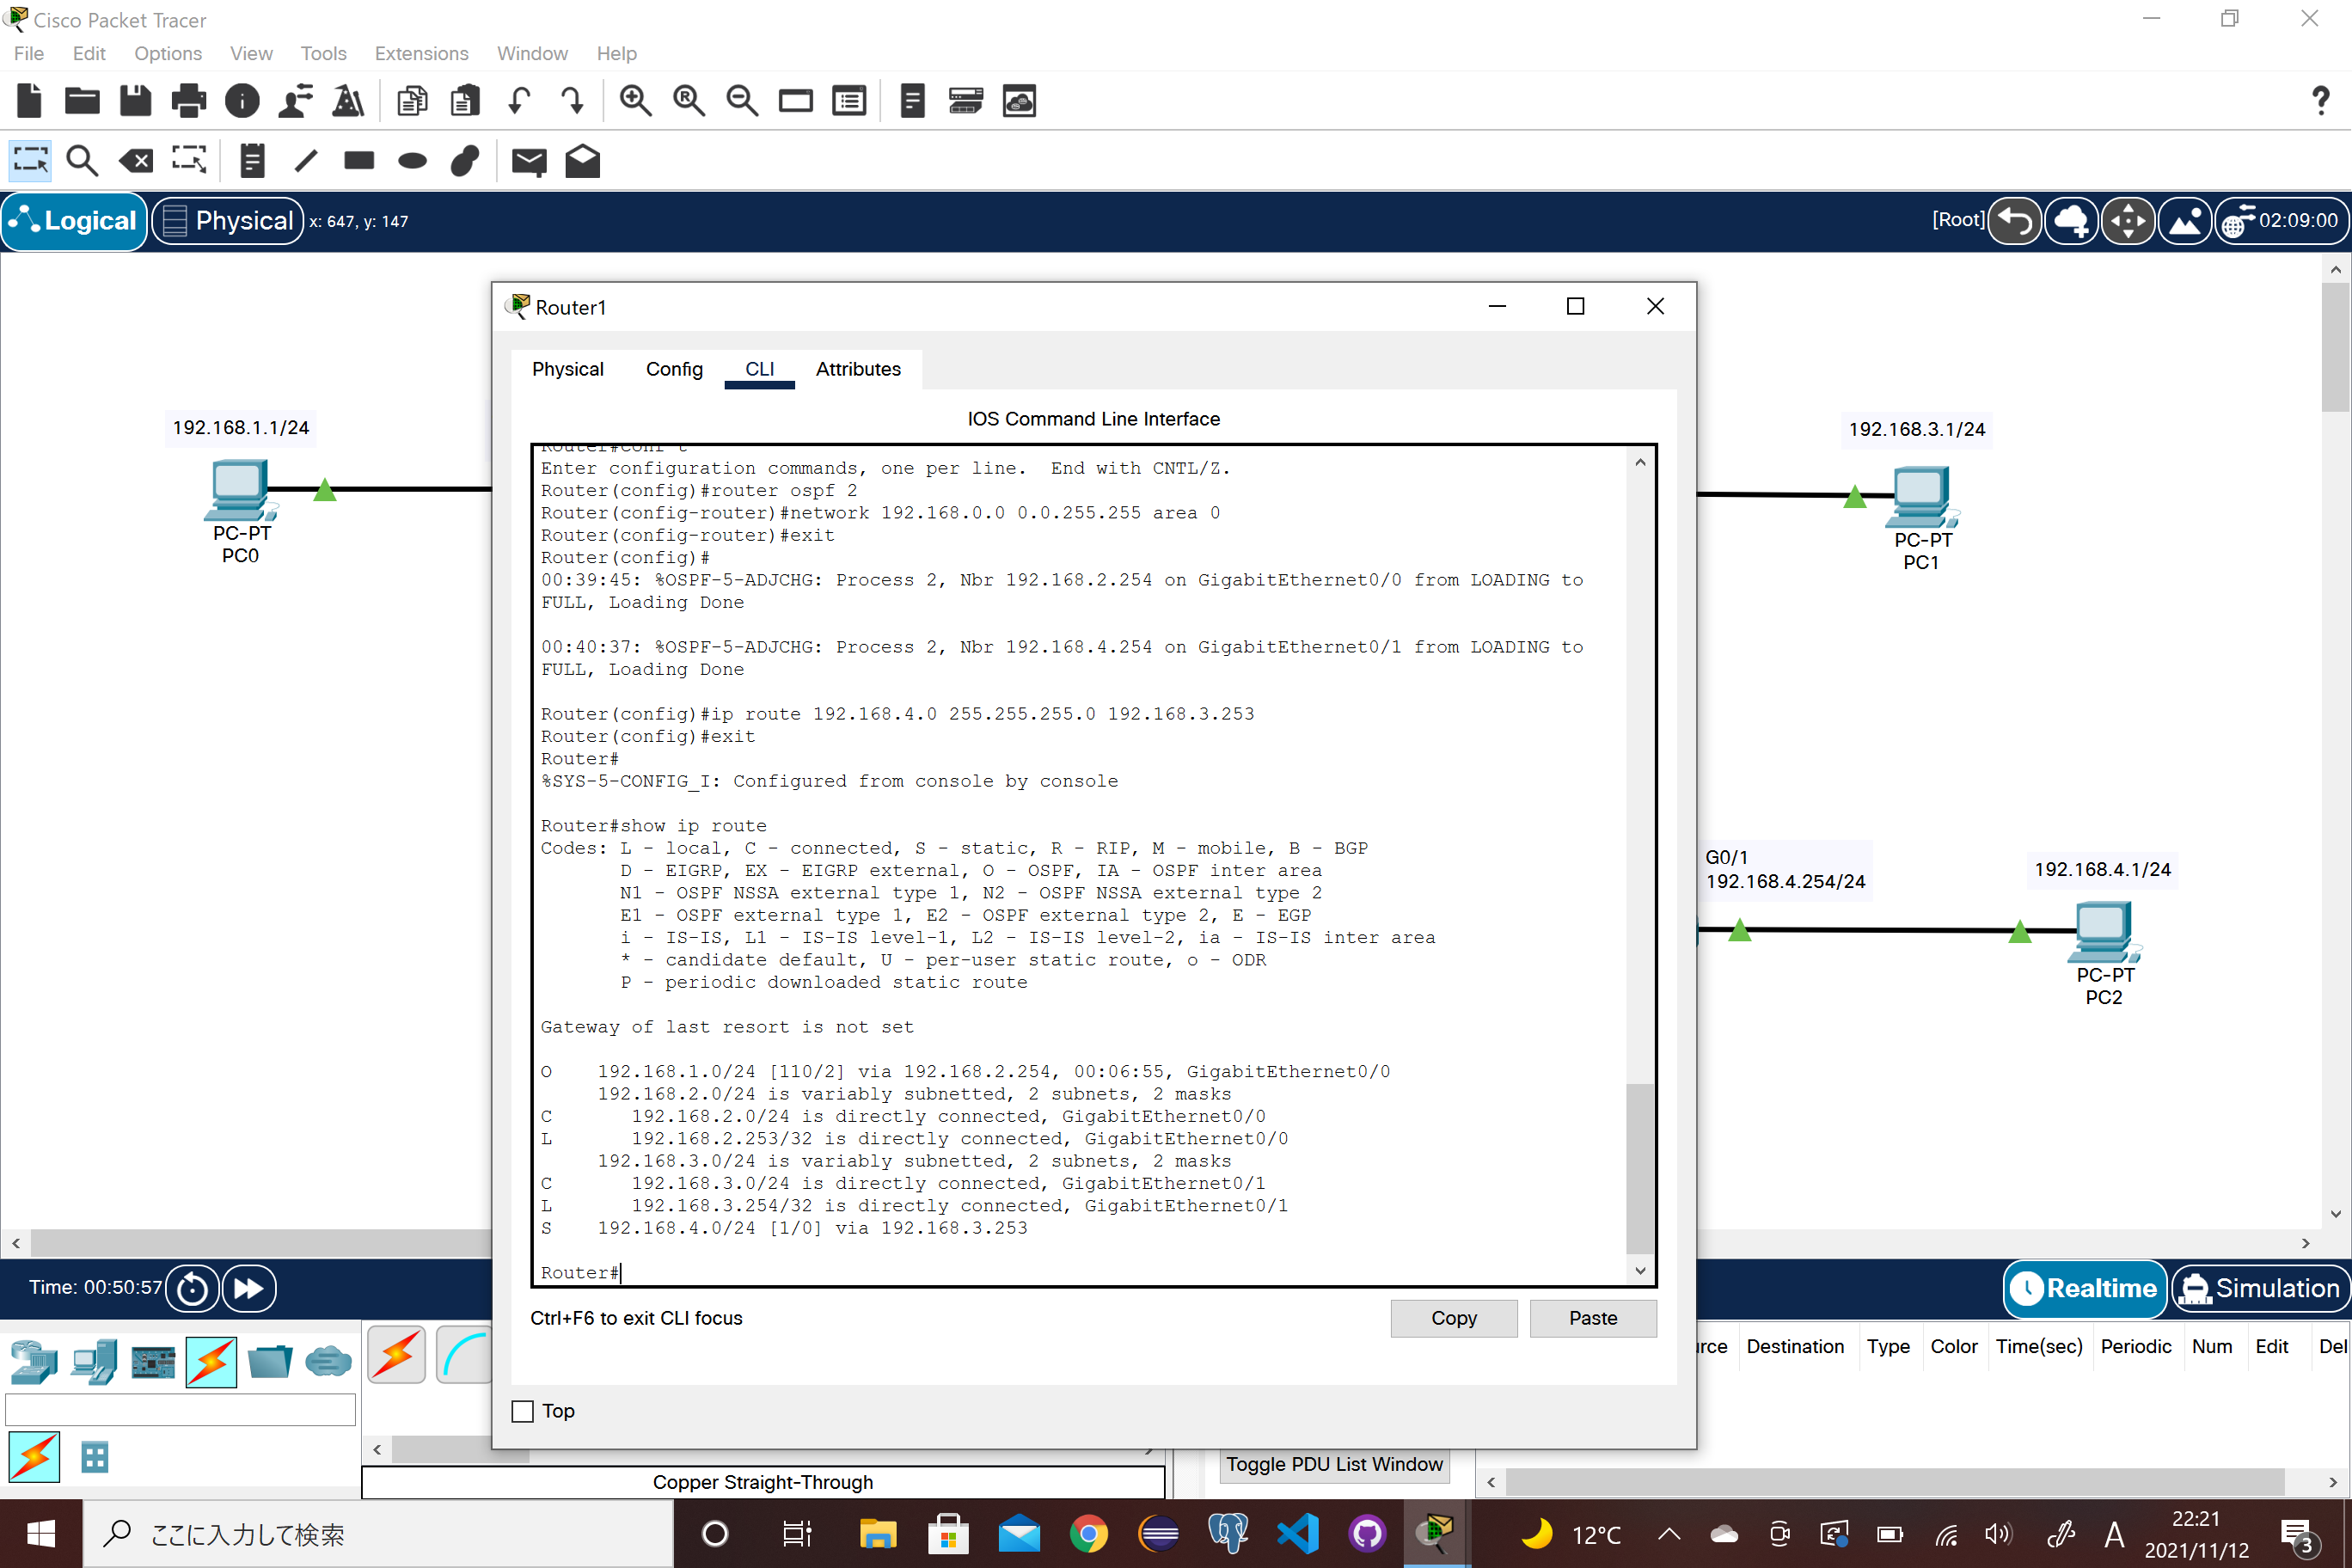 Cisco Packet Tracer
File Edit Options View Tools Extensions Window Help
Logical Physical x: 647, y: 147 [Root] 02:09:00
Router1
Physical Config CLI Attributes
IOS Command Line Interface
192.168.1.1/24
PC-PT
PC0
192.168.3.1/24
PC-PT
PC1
Router#conf t
Enter configuration commands, one per line.  End with CNTL/Z.
Router(config)#router ospf 2
Router(config-router)#network 192.168.0.0 0.0.255.255 area 0
Router(config-router)#exit
Router(config)#
00:39:45: %OSPF-5-ADJCHG: Process 2, Nbr 192.168.2.254 on GigabitEthernet0/0 from LOADING to
FULL, Loading Done
00:40:37: %OSPF-5-ADJCHG: Process 2, Nbr 192.168.4.254 on GigabitEthernet0/1 from LOADING to
FULL, Loading Done
Router(config)#ip route 192.168.4.0 255.255.255.0 192.168.3.253
Router(config)#exit
Router#
%SYS-5-CONFIG_I: Configured from console by console
Router#show ip route
Codes: L - local, C - connected, S - static, R - RIP, M - mobile, B - BGP
D - EIGRP, EX - EIGRP external, O - OSPF, IA - OSPF inter area
N1 - OSPF NSSA external type 1, N2 - OSPF NSSA external type 2
E1 - OSPF external type 1, E2 - OSPF external type 2, E - EGP
i - IS-IS, L1 - IS-IS level-1, L2 - IS-IS level-2, ia - IS-IS inter area
* - candidate default, U - per-user static route, o - ODR
P - periodic downloaded static route
Gateway of last resort is not set
O    192.168.1.0/24 [110/2] via 192.168.2.254, 00:06:55, GigabitEthernet0/0
192.168.2.0/24 is variably subnetted, 2 subnets, 2 masks
C       192.168.2.0/24 is directly connected, GigabitEthernet0/0
L       192.168.2.253/32 is directly connected, GigabitEthernet0/0
192.168.3.0/24 is variably subnetted, 2 subnets, 2 masks
C       192.168.3.0/24 is directly connected, GigabitEthernet0/1
L       192.168.3.254/32 is directly connected, GigabitEthernet0/1
S    192.168.4.0/24 [1/0] via 192.168.3.253
Router#
Ctrl+F6 to exit CLI focus
Copy Paste
Top
G0/1
192.168.4.254/24
192.168.4.1/24
PC-PT
PC2
Time: 00:50:57
Realtime Simulation
Destination Type Color Time(sec) Periodic Num Edit Del
Toggle PDU List Window
Copper Straight-Through
ここに入力して検索
12°C A 22:21
2021/11/12
3